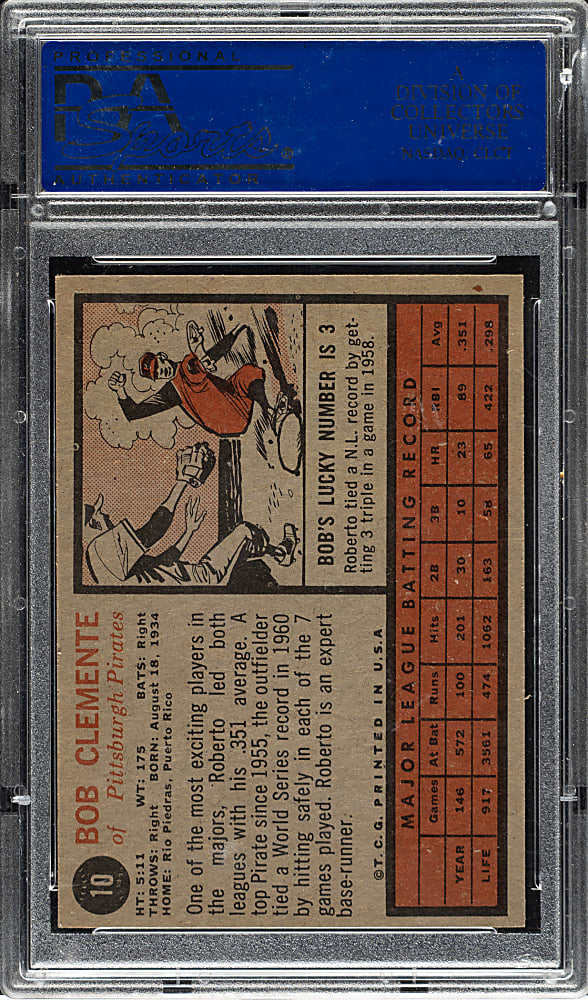 PROFESSIONAL
PSA
AUTHENTICATOR
A
DIVISION OF
COLLECTORS
UNIVERSE
NASDAQ: CLCT
10
BOB CLEMENTE
of Pittsburgh Pirates
HT: 5:11 WT: 175 BATS: Right
THROWS: Right BORN: August 18, 1934
HOME: Rio Piedras, Puerto Rico
One of the most exciting players in
the majors, Roberto led both
leagues with his .351 average. A
top Pirate since 1955, the outfielder
tied a World Series record in 1960
by hitting safely in each of the 7
games played. Roberto is an expert
base-runner.
©T.C.G. PRINTED IN U.S.A
BOB'S LUCKY NUMBER IS 3
Roberto tied a N.L. record by get-
ting 3 triple in a game in 1958.
MAJOR LEAGUE BATTING RECORD
Games At Bat Runs Hits 2B 3B HR RBI Avg
YEAR 146 572 100 201 30 10 23 89 .351
LIFE 917 3561 474 1062 163 58 65 422 .298